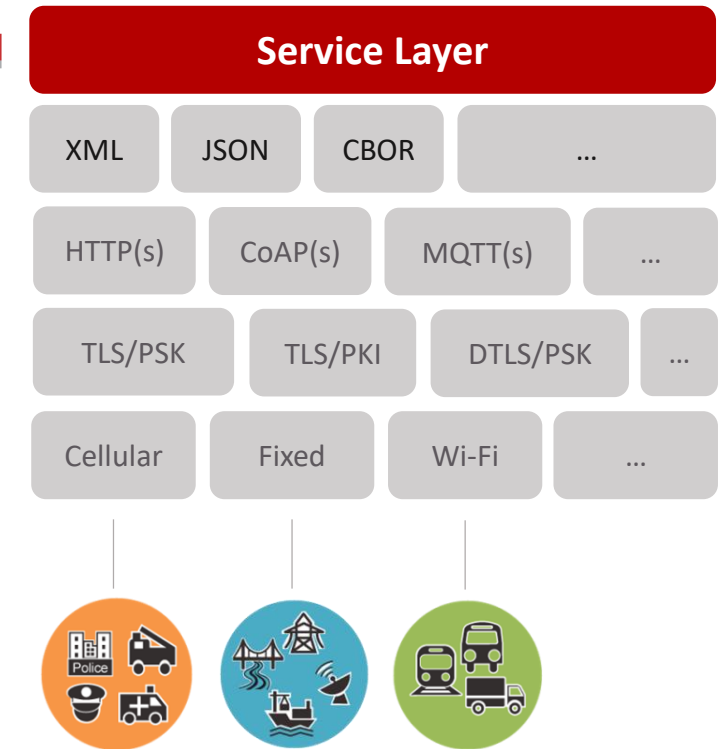 Service Layer
XML JSON CBOR ...
HTTP(s) CoAP(s) MQTT(s) ...
TLS/PSK TLS/PKI DTLS/PSK ...
Cellular Fixed Wi-Fi ...
Police